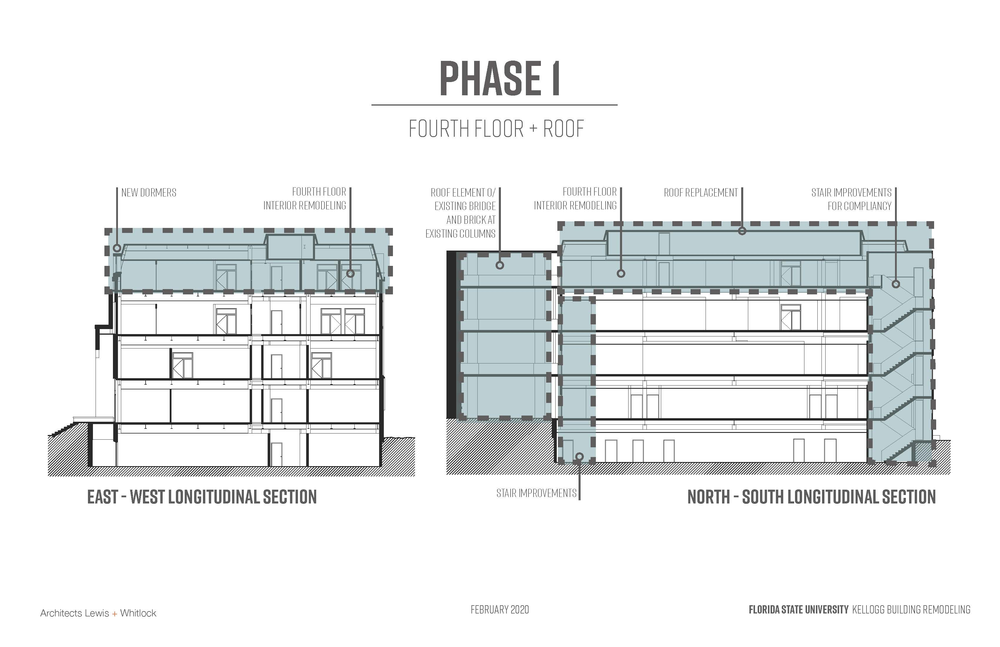 PHASE 1
FOURTH FLOOR + ROOF
NEW DORMERS
FOURTH FLOOR
INTERIOR REMODELING
ROOF ELEMENT O/
EXISTING BRIDGE
AND BRICK AT
EXISTING COLUMNS
FOURTH FLOOR
INTERIOR REMODELING
ROOF REPLACEMENT
STAIR IMPROVEMENTS
FOR COMPLIANCY
STAIR IMPROVEMENTS
EAST - WEST LONGITUDINAL SECTION
NORTH - SOUTH LONGITUDINAL SECTION
Architects Lewis + Whitlock
FEBRUARY 2020
FLORIDA STATE UNIVERSITY KELLOGG BUILDING REMODELING